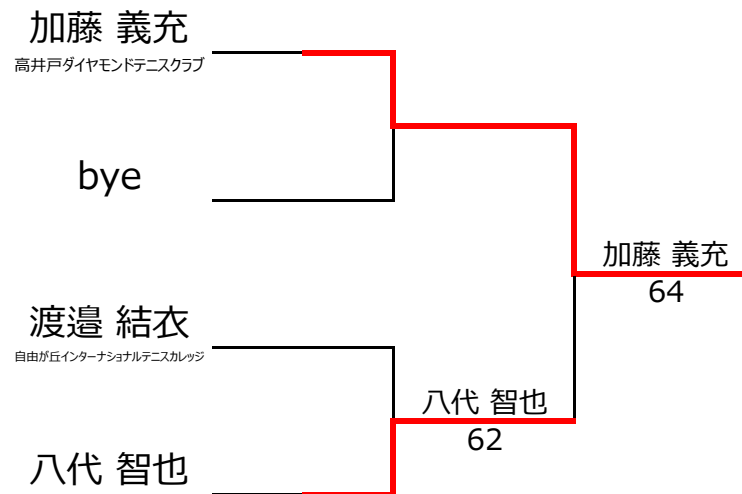 加藤 義充
高井戸ダイヤモンドテニスクラブ
bye
加藤 義充
64
渡邉 結衣
自由が丘インターナショナルテニスカレッジ
八代 智也
62
八代 智也